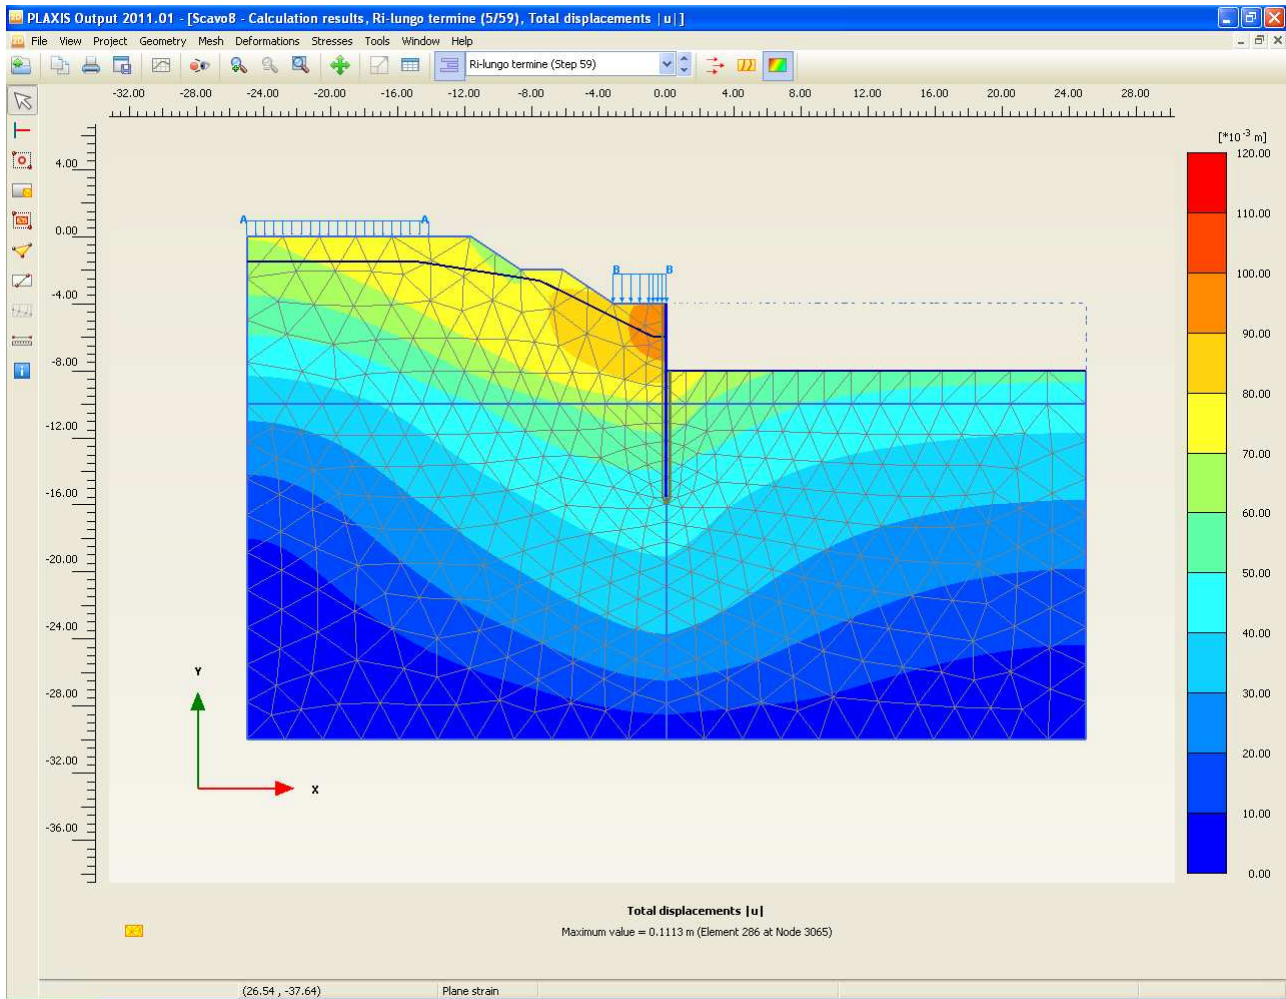 PLAXIS Output 2011.01 - [Scavo8 - Calculation results, Ri-lungo termine (5/59), Total displacements |u|]
File View Project Geometry Mesh Deformations Stresses Tools Window Help
Ri-lungo termine (Step 59)
-32.00 -28.00 -24.00 -20.00 -16.00 -12.00 -8.00 -4.00 0.00 4.00 8.00 12.00 16.00 20.00 24.00 28.00
[*10-3 m]
120.00
4.00
110.00
A A
0.00
100.00
B B
-4.00
90.00
-8.00
80.00
-12.00
70.00
-16.00
60.00
-20.00
50.00
-24.00
40.00
Y
-28.00
30.00
-32.00
20.00
X
10.00
-36.00
0.00
Total displacements |u|
Maximum value = 0.1113 m (Element 286 at Node 3065)
(26.54 , -37.64) Plane strain